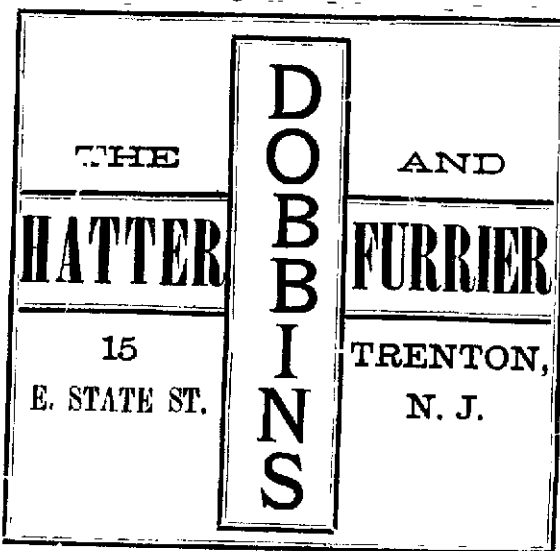 DOBBINS
THE
HATTER
AND
FURRIER
15
E. STATE ST.
TRENTON,
N. J.